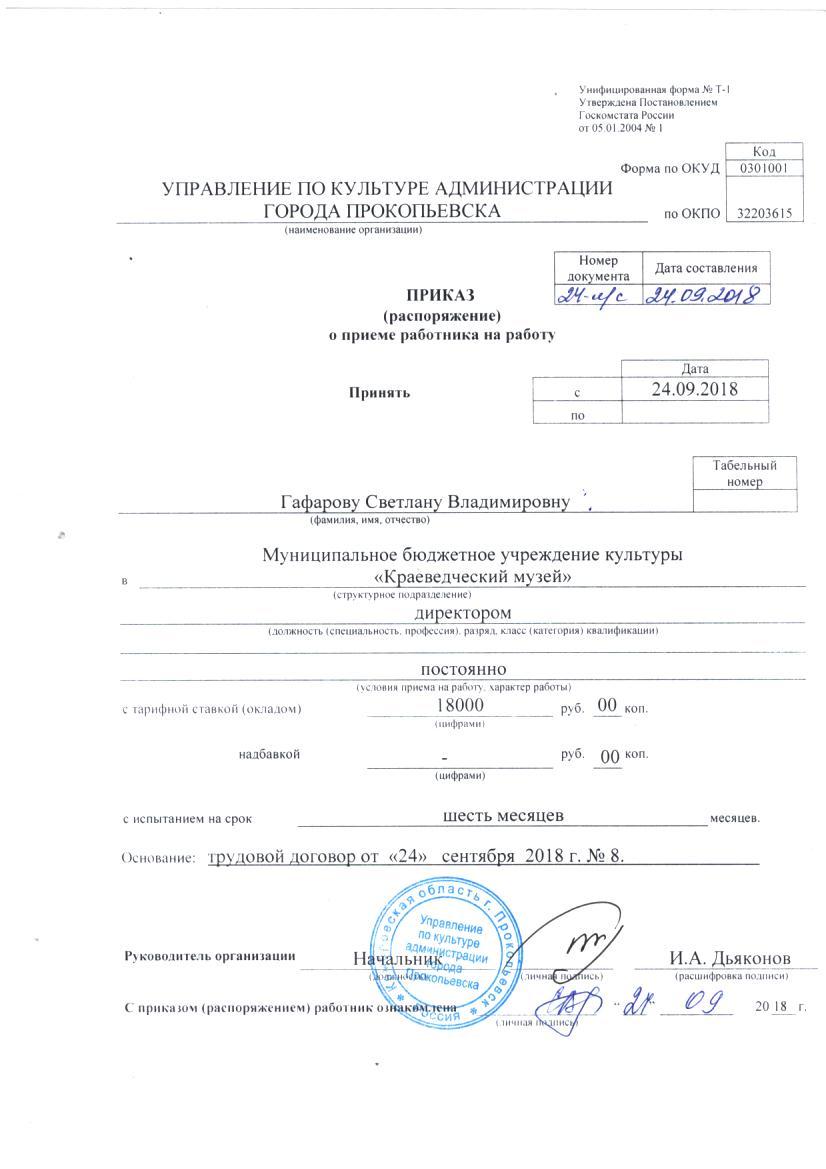 Унифицированная форма № Т-1
Утверждена Постановлением
Госкомстата России
от 05.01.2004 № 1
Код
Форма по ОКУД 0301001
УПРАВЛЕНИЕ ПО КУЛЬТУРЕ АДМИНИСТРАЦИИ
ГОРОДА ПРОКОПЬЕВСКА по ОКПО 32203615
(наименование организации)
Номер документа Дата составления
24-л/с 24.09.2018
ПРИКАЗ
(распоряжение)
о приеме работника на работу
Дата
Принять с 24.09.2018
по
Табельный
номер
Гафарову Светлану Владимировну
(фамилия, имя, отчество)
Муниципальное бюджетное учреждение культуры
в «Краеведческий музей»
(структурное подразделение)
директором
(должность (специальность, профессия), разряд, класс (категория) квалификации)
постоянно
(условия приема на работу, характер работы)
с тарифной ставкой (окладом) 18000 руб. 00 коп.
(цифрами)
надбавкой - руб. 00 коп.
(цифрами)
с испытанием на срок шесть месяцев месяцев.
Основание: трудовой договор от «24» сентября 2018 г. № 8.
область г. Прокопьевск * Россия *
Управление
по культуре
администрации
города
Прокопьевска
Руководитель организации Начальник И.А. Дьяконов
(должность) (личная подпись) (расшифровка подписи)
С приказом (распоряжением) работник ознакомлена "24" 09 20 18 г.
(личная подпись)